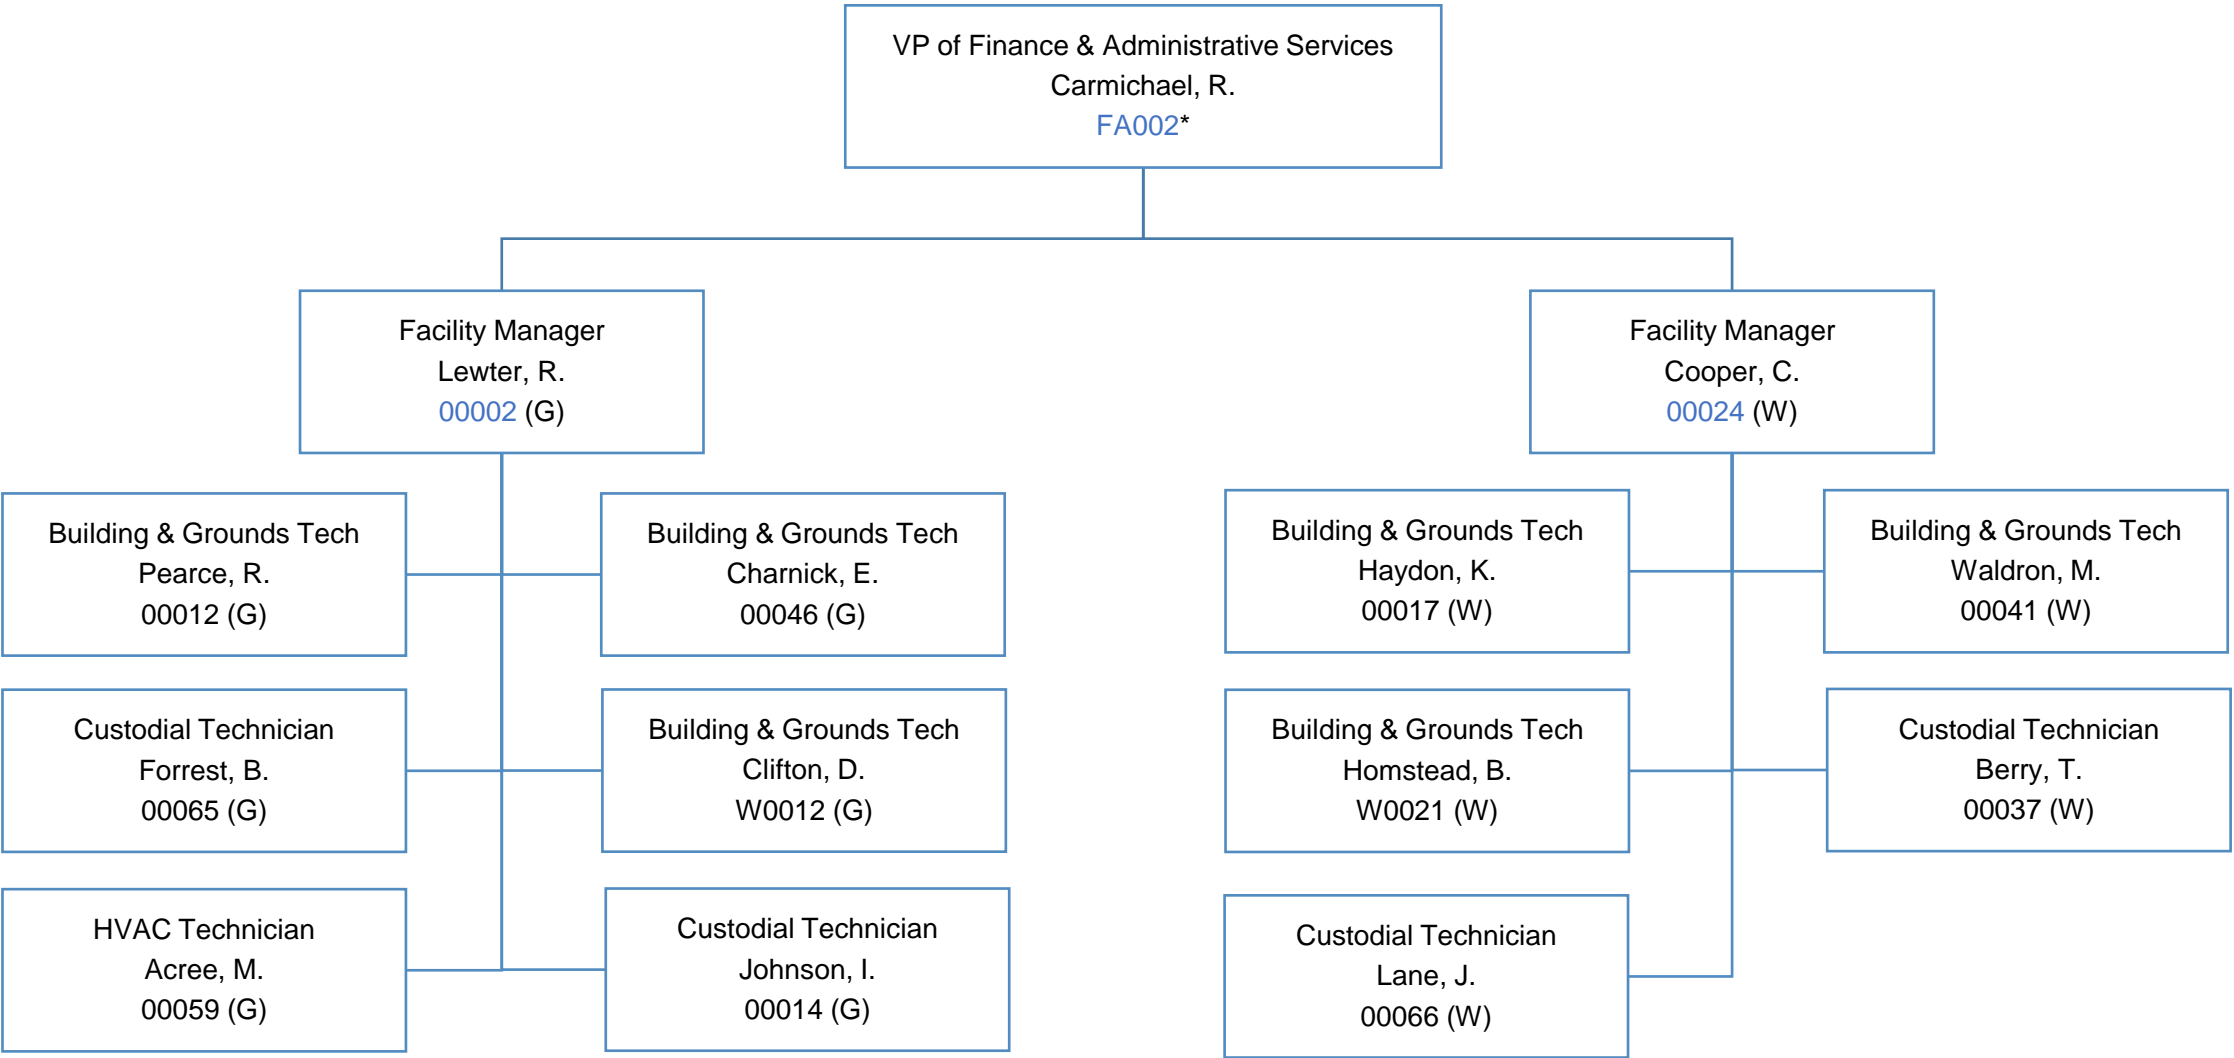 VP of Finance & Administrative Services
Carmichael, R.
FA002*
Facility Manager
Lewter, R.
00002 (G)
Facility Manager
Cooper, C.
00024 (W)
Building & Grounds Tech
Pearce, R.
00012 (G)
Building & Grounds Tech
Charnick, E.
00046 (G)
Building & Grounds Tech
Haydon, K.
00017 (W)
Building & Grounds Tech
Waldron, M.
00041 (W)
Custodial Technician
Forrest, B.
00065 (G)
Building & Grounds Tech
Clifton, D.
W0012 (G)
Building & Grounds Tech
Homstead, B.
W0021 (W)
Custodial Technician
Berry, T.
00037 (W)
HVAC Technician
Acree, M.
00059 (G)
Custodial Technician
Johnson, I.
00014 (G)
Custodial Technician
Lane, J.
00066 (W)